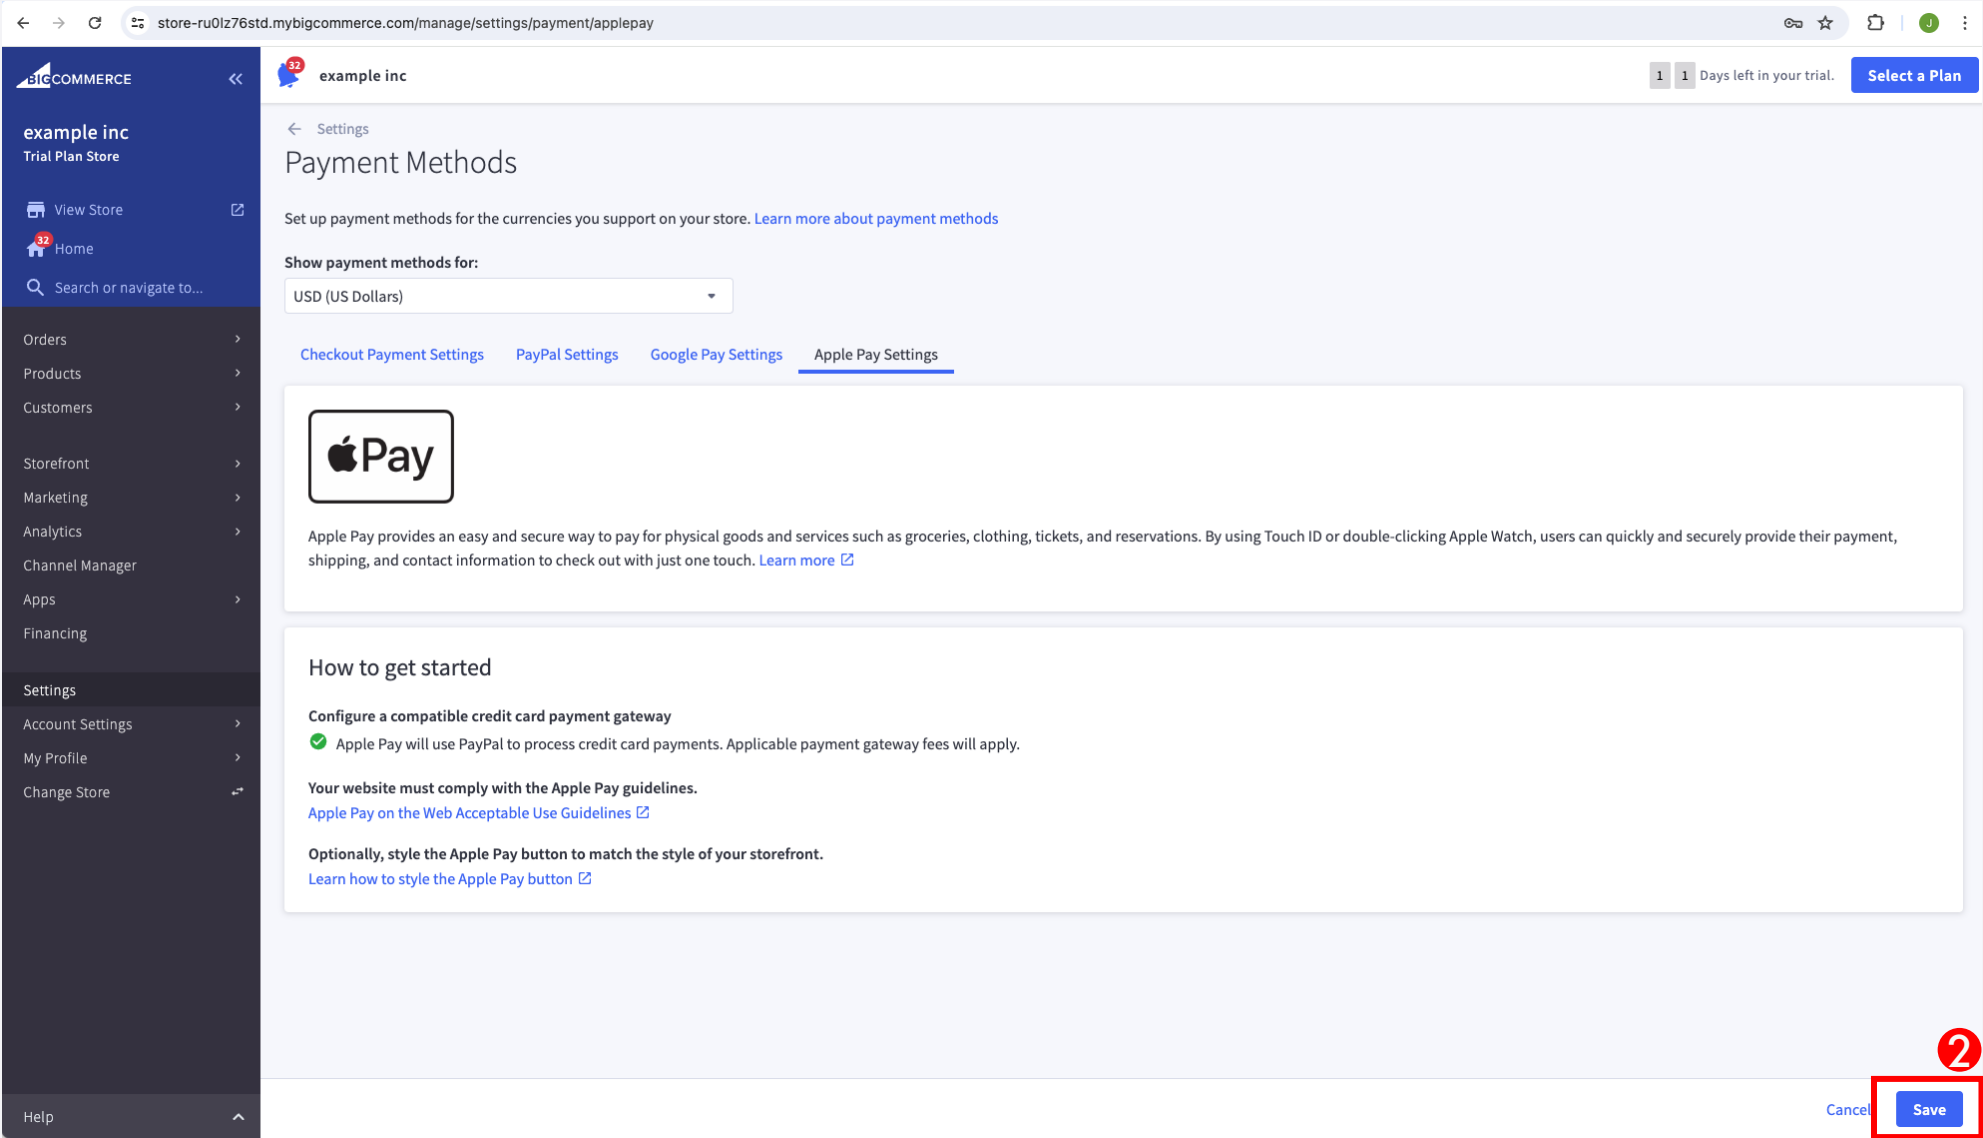 store-ru0lz76std.mybigcommerce.com/manage/settings/payment/applepay
J
BIGCOMMERCE
32
example inc
1 1 Days left in your trial.
Select a Plan
example inc
Trial Plan Store
View Store
32
Home
Search or navigate to...
Orders
Products
Customers
Storefront
Marketing
Analytics
Channel Manager
Apps
Financing
Settings
Account Settings
My Profile
Change Store
Help
Settings
Payment Methods
Set up payment methods for the currencies you support on your store. Learn more about payment methods
Show payment methods for:
USD (US Dollars)
Checkout Payment Settings
PayPal Settings
Google Pay Settings
Apple Pay Settings
Pay
Apple Pay provides an easy and secure way to pay for physical goods and services such as groceries, clothing, tickets, and reservations. By using Touch ID or double-clicking Apple Watch, users can quickly and securely provide their payment,
shipping, and contact information to check out with just one touch. Learn more
How to get started
Configure a compatible credit card payment gateway
Apple Pay will use PayPal to process credit card payments. Applicable payment gateway fees will apply.
Your website must comply with the Apple Pay guidelines.
Apple Pay on the Web Acceptable Use Guidelines
Optionally, style the Apple Pay button to match the style of your storefront.
Learn how to style the Apple Pay button
2
Cancel
Save